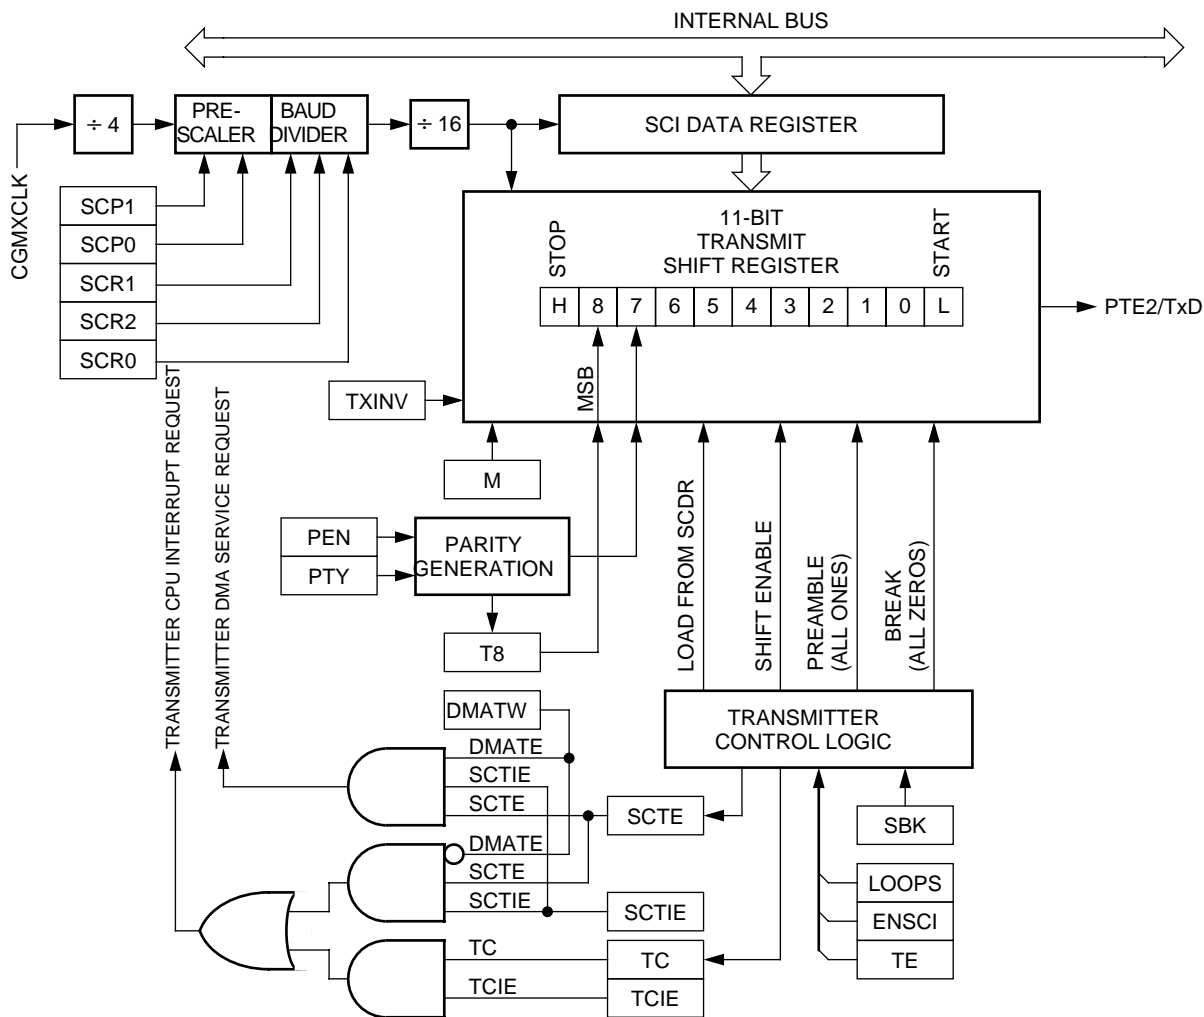 INTERNAL BUS
÷ 4
PRE-
SCALER
BAUD
DIVIDER
÷ 16
SCI DATA REGISTER
CGMXCLK
SCP1
SCP0
SCR1
SCR2
SCR0
11-BIT
TRANSMIT
SHIFT REGISTER
STOP
START
H 8 7 6 5 4 3 2 1 0 L
PTE2/TxD
MSB
TXINV
M
PEN
PTY
PARITY
GENERATION
T8
LOAD FROM SCDR
SHIFT ENABLE
PREAMBLE
(ALL ONES)
BREAK
(ALL ZEROS)
TRANSMITTER CPU INTERRUPT REQUEST
TRANSMITTER DMA SERVICE REQUEST
DMATW
TRANSMITTER
CONTROL LOGIC
DMATE
SCTIE
SCTE
SCTE
SBK
DMATE
SCTE
SCTIE
SCTIE
LOOPS
ENSCI
TE
TC
TC
TCIE
TCIE